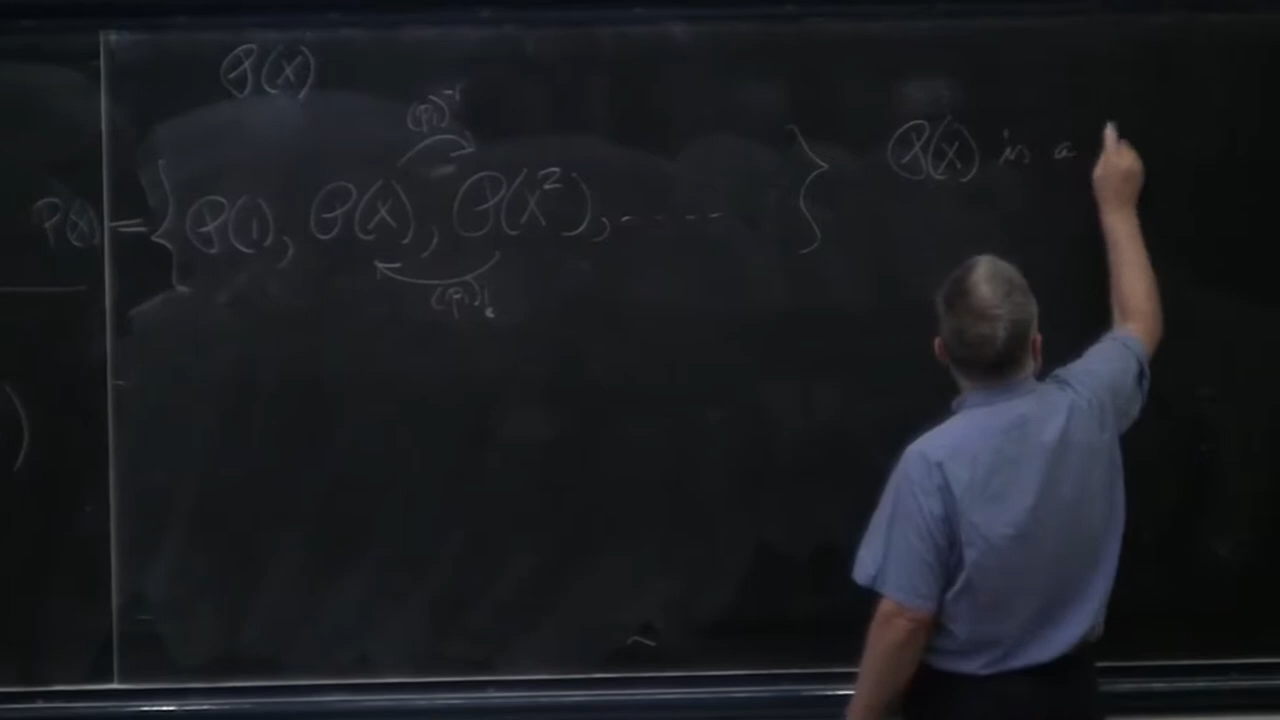 P(X)
(p₁)⁻¹
P(X) = { P(1), P(X), P(X²), ----- }
(p₁)!
P(X) is a